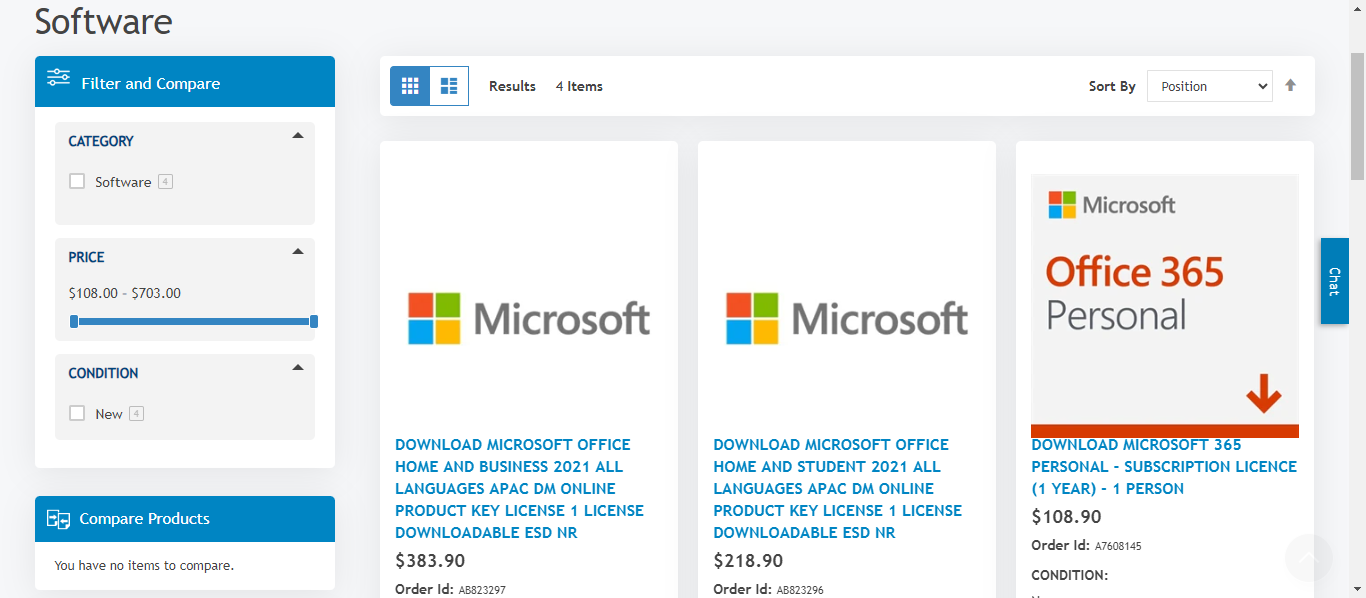 Software
Filter and Compare
CATEGORY
Software 4
PRICE
$108.00 - $703.00
CONDITION
New 4
Compare Products
You have no items to compare.
Results 4 Items
Sort By Position
Microsoft
DOWNLOAD MICROSOFT OFFICE
HOME AND BUSINESS 2021 ALL
LANGUAGES APAC DM ONLINE
PRODUCT KEY LICENSE 1 LICENSE
DOWNLOADABLE ESD NR
$383.90
Order Id: AB823297
Microsoft
DOWNLOAD MICROSOFT OFFICE
HOME AND STUDENT 2021 ALL
LANGUAGES APAC DM ONLINE
PRODUCT KEY LICENSE 1 LICENSE
DOWNLOADABLE ESD NR
$218.90
Order Id: AB823296
Microsoft
Office 365
Personal
DOWNLOAD MICROSOFT 365
PERSONAL - SUBSCRIPTION LICENCE
(1 YEAR) - 1 PERSON
$108.90
Order Id: A7608145
CONDITION:
Chat